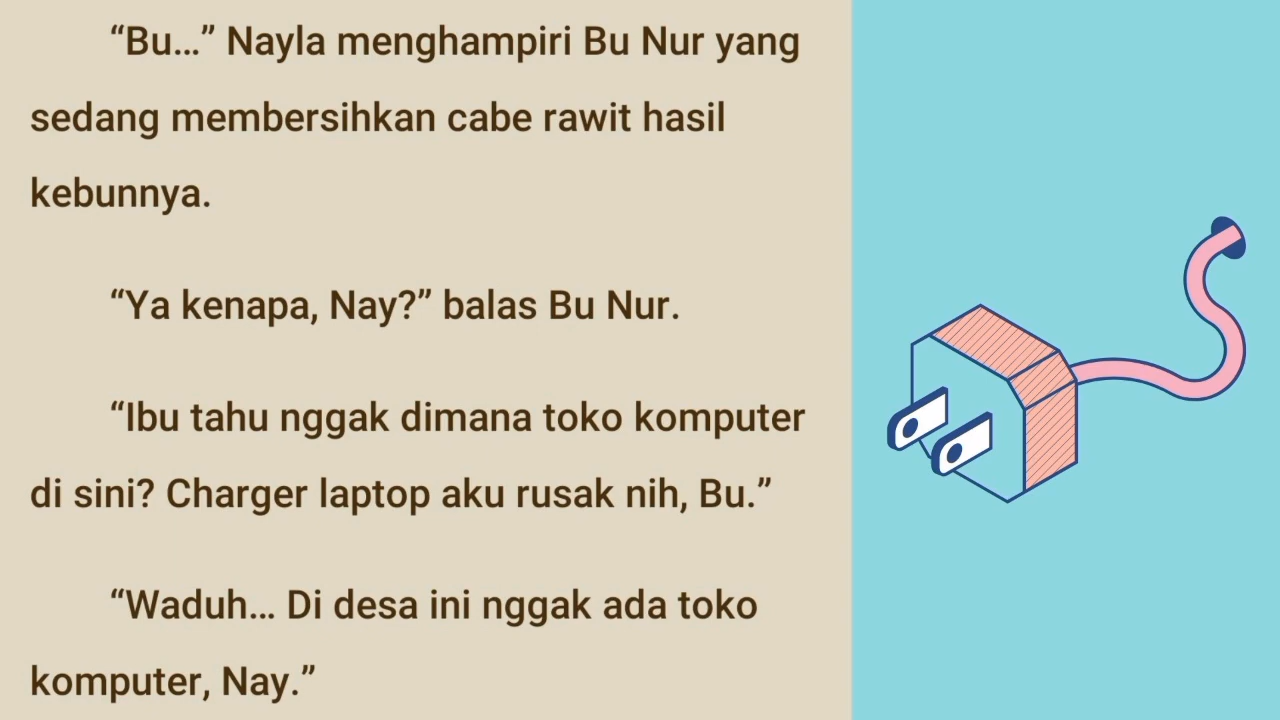 “Bu...” Nayla menghampiri Bu Nur yang
sedang membersihkan cabe rawit hasil
kebunnya.
“Ya kenapa, Nay?” balas Bu Nur.
“Ibu tahu nggak dimana toko komputer
di sini? Charger laptop aku rusak nih, Bu.”
“Waduh... Di desa ini nggak ada toko
komputer, Nay.”